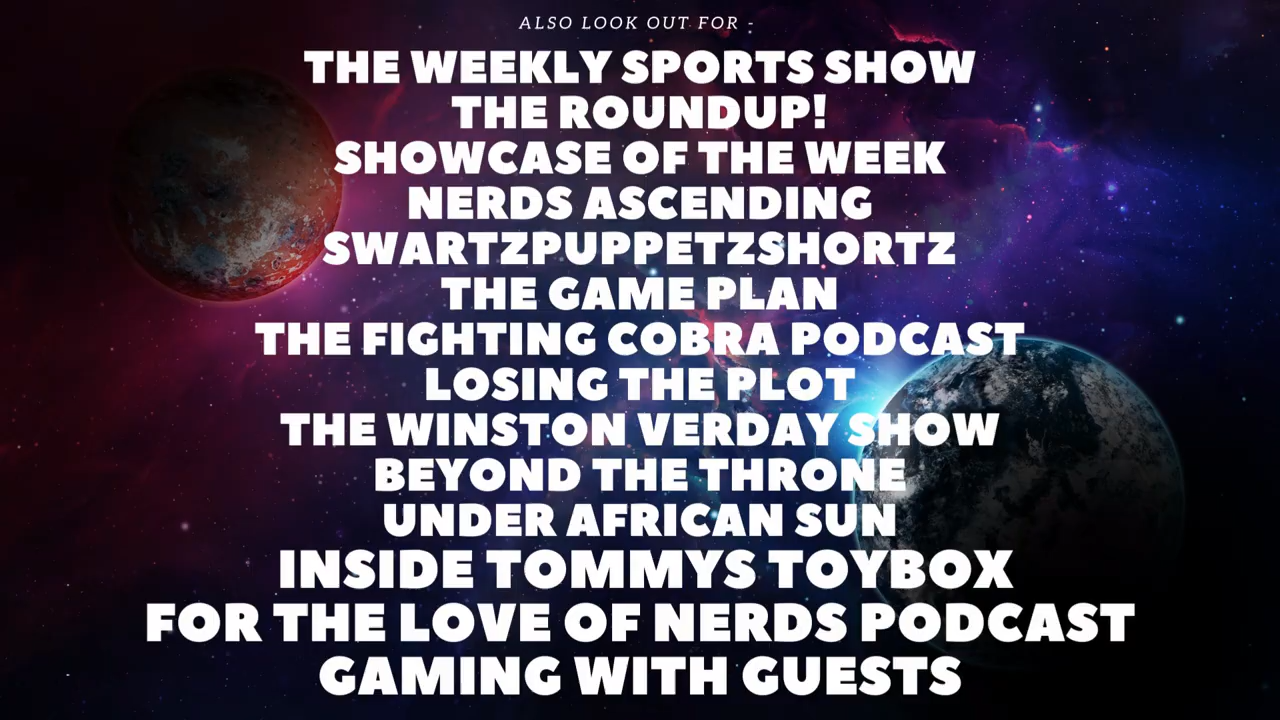 ALSO LOOK OUT FOR -
THE WEEKLY SPORTS SHOW
THE ROUNDUP!
SHOWCASE OF THE WEEK
NERDS ASCENDING
SWARTZPUPPETZSHORTZ
THE GAME PLAN
THE FIGHTING COBRA PODCAST
LOSING THE PLOT
THE WINSTON VERDAY SHOW
BEYOND THE THRONE
UNDER AFRICAN SUN
INSIDE TOMMYS TOYBOX
FOR THE LOVE OF NERDS PODCAST
GAMING WITH GUESTS